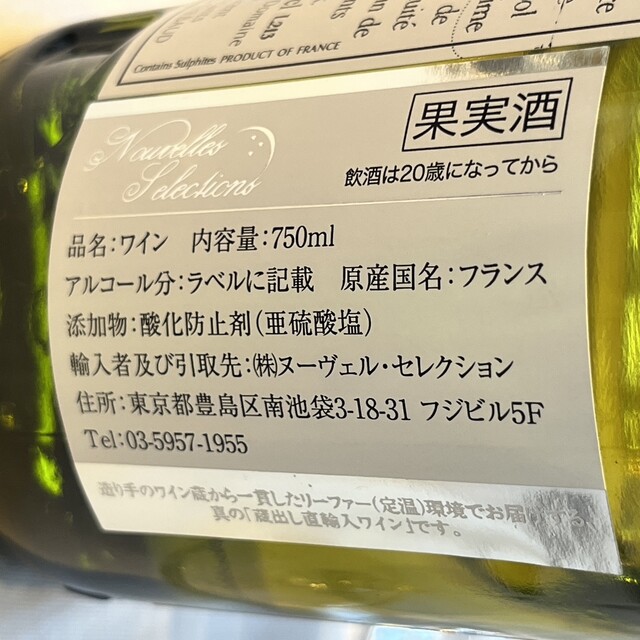 Contains Sulphites PRODUCT OF FRANCE
Nouvelles
Selections
果実酒
飲酒は20歳になってから
品名:ワイン 内容量:750ml
アルコール分:ラベルに記載 原産国名:フランス
添加物:酸化防止剤(亜硫酸塩)
輸入者及び引取先:㈱ヌーヴェル・セレクション
住所:東京都豊島区南池袋3-18-31 フジビル5F
Tel:03-5957-1955
造り手のワイン蔵から一貫したリーファー(定温)環境でお届けする、
真の「蔵出し直輸入ワイン」です。